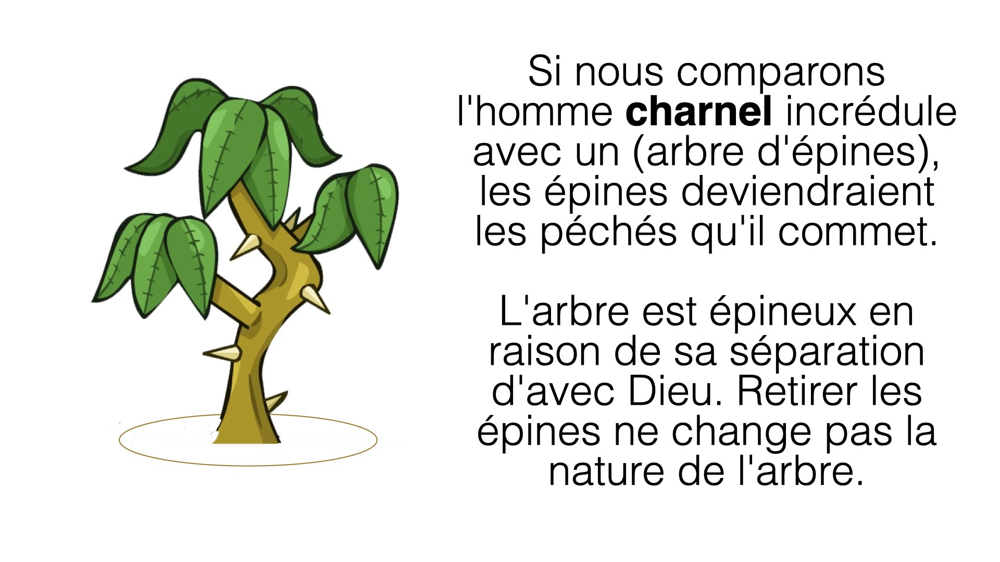 Si nous comparons
l'homme charnel incrédule
avec un (arbre d'épines),
les épines deviendraient
les péchés qu'il commet.
L'arbre est épineux en
raison de sa séparation
d'avec Dieu. Retirer les
épines ne change pas la
nature de l'arbre.